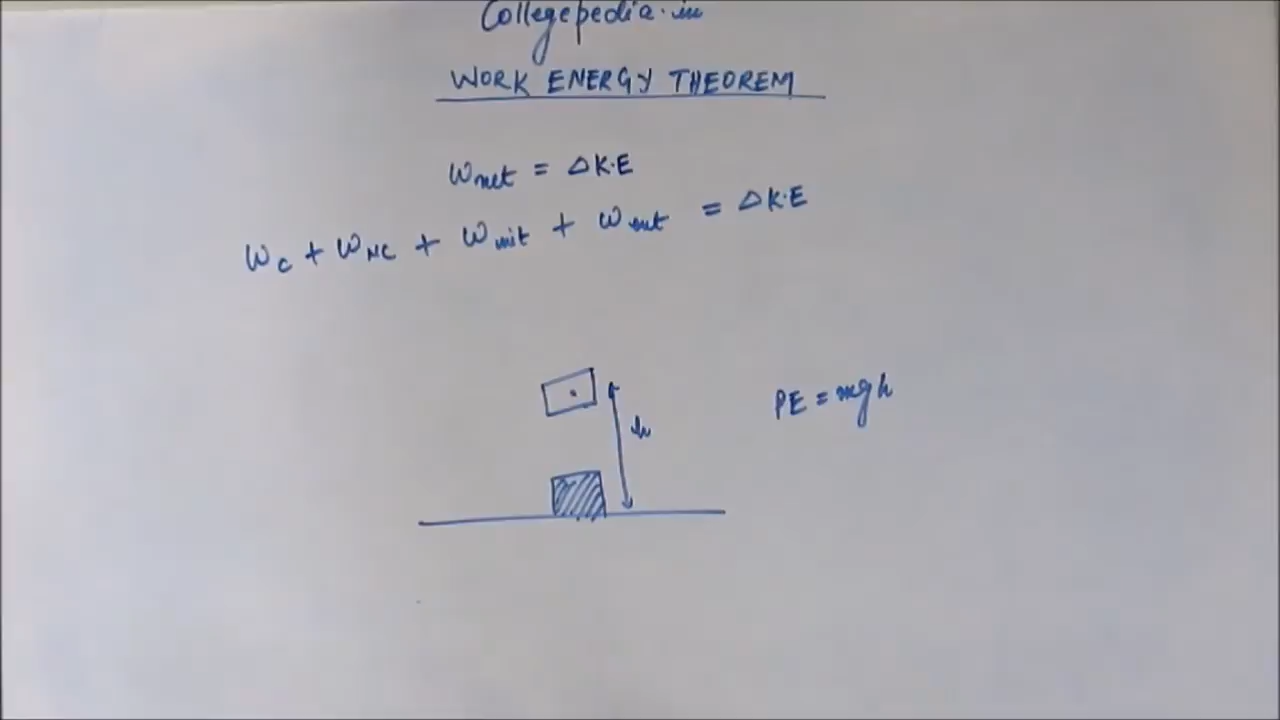 Collegepedia.in
WORK ENERGY THEOREM
Wnet = ΔK.E
Wc + WNC + Wint + Wext = ΔK.E
h
PE = mgh